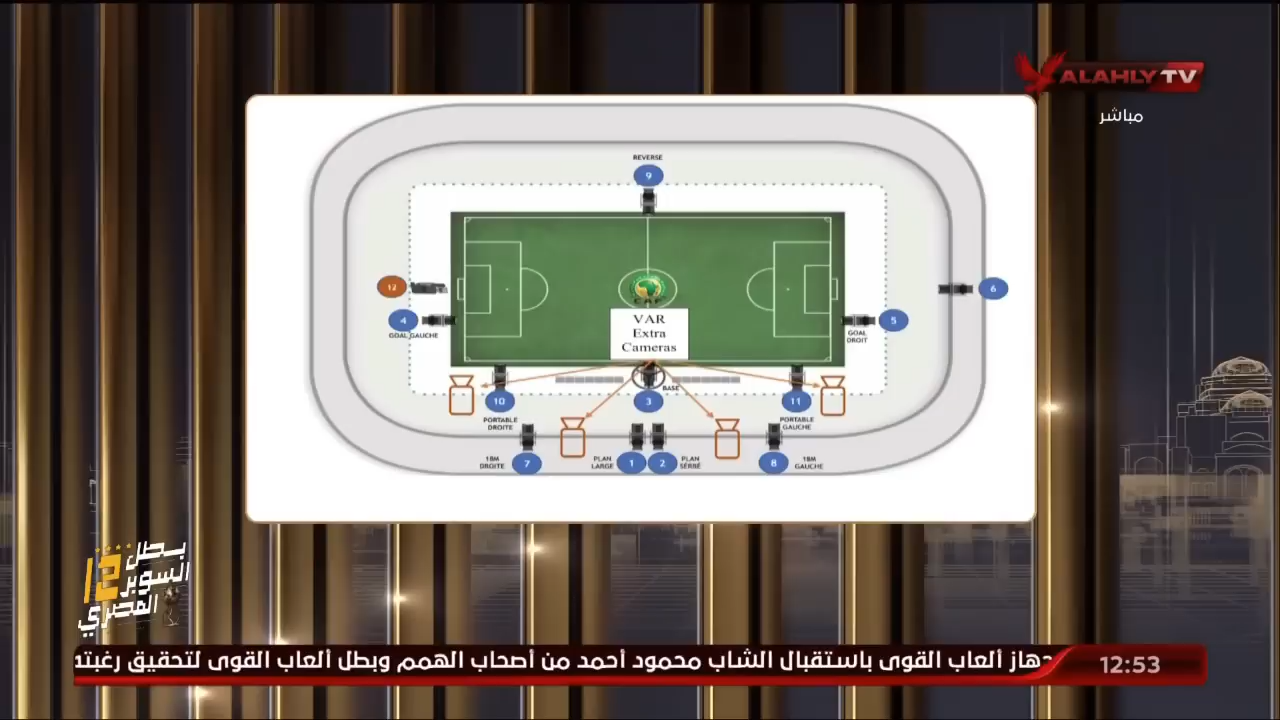 ALAHLY TV
مباشر
REVERSE
9
12
6
4
GOAL GAUCHE
5
GOAL
DROIT
VAR
Extra
Cameras
BASE
10
3
11
PORTABLE
DROITE
PORTABLE
GAUCHE
18M
DROITE
7
PLAN
LARGE
1
2
PLAN
SERRÉ
8
18M
GAUCHE
بطل
السوبر 12
المصري
جهاز ألعاب القوى باستقبال الشاب محمود أحمد من أصحاب الهمم وبطل ألعاب القوى لتحقيق رغبته
12:53